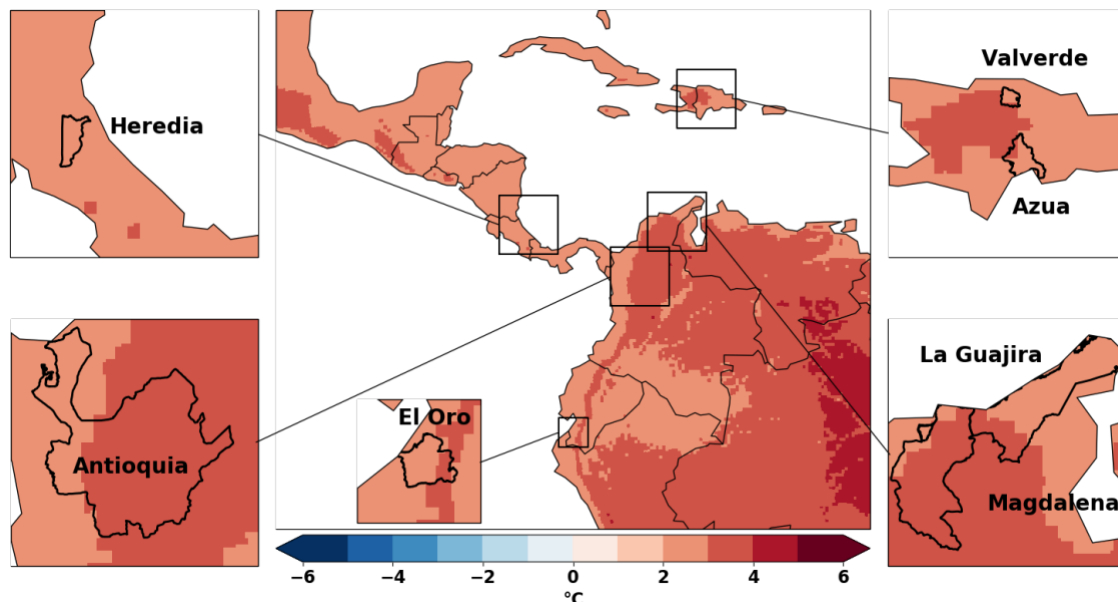 Heredia
Valverde
Azua
Antioquia
El Oro
La Guajira
Magdalena
−6 −4 −2 0 2 4 6
°C